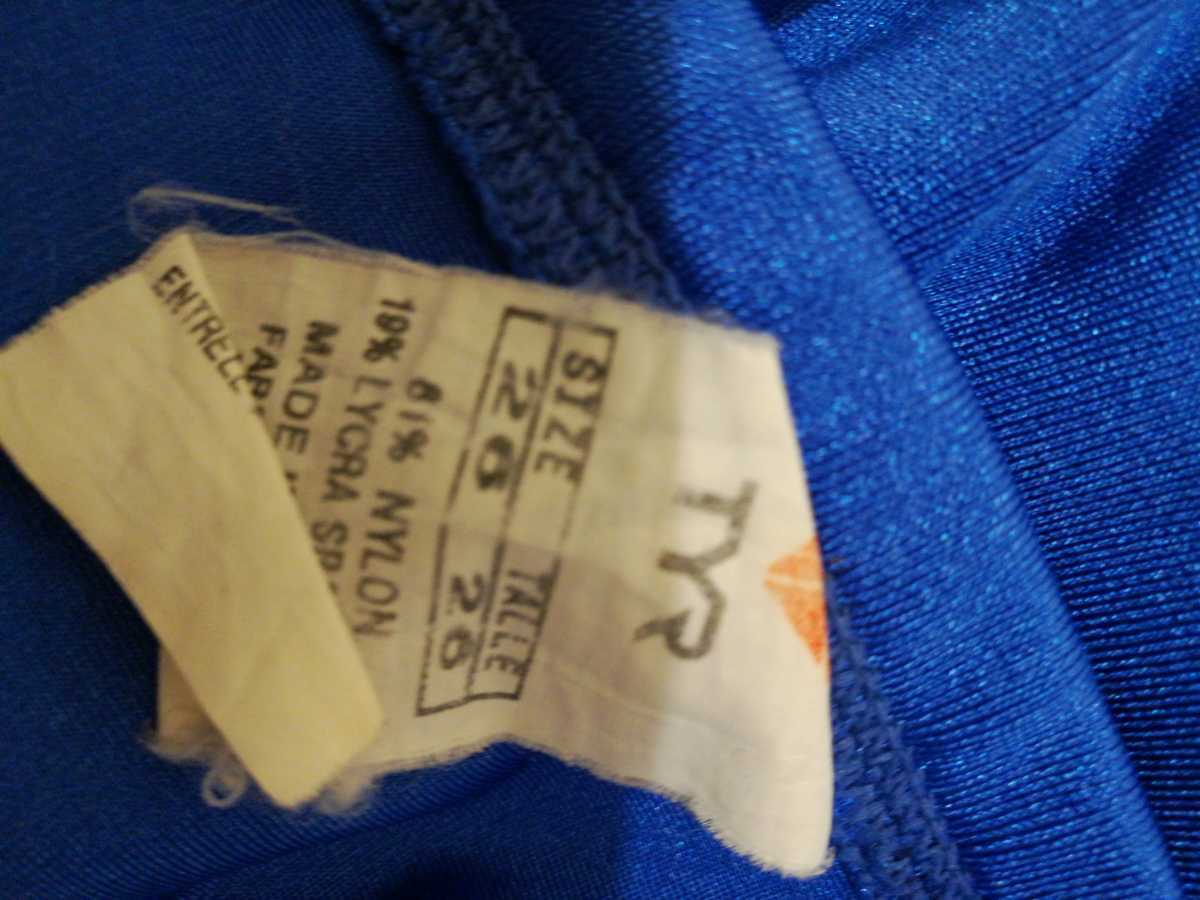 TYR
SIZE TAILLE
26 26
81% NYLON
19% LYCRA
MADE